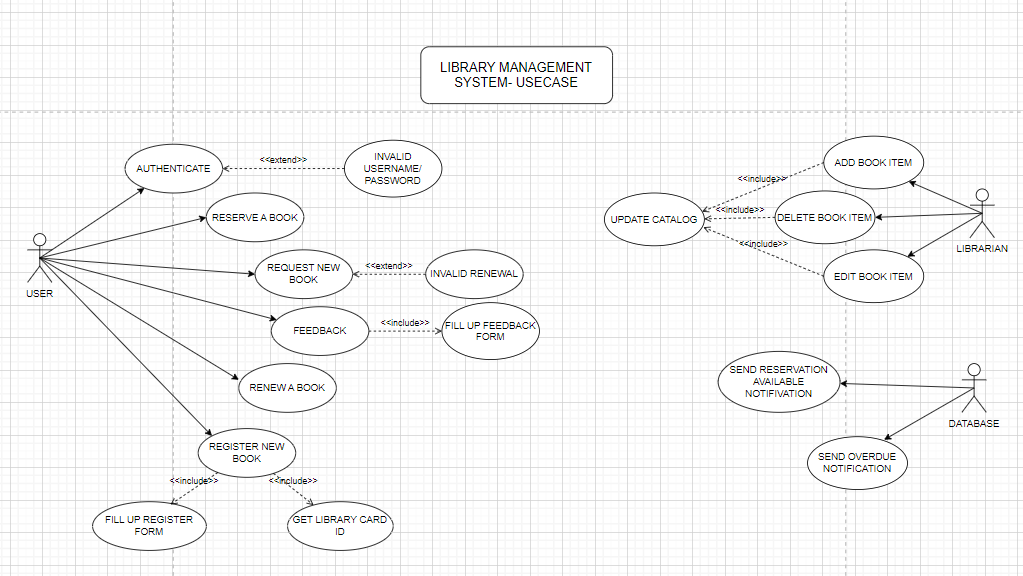 LIBRARY MANAGEMENT
SYSTEM- USECASE
AUTHENTICATE
<<extend>>
INVALID
USERNAME/
PASSWORD
RESERVE A BOOK
USER
REQUEST NEW
BOOK
<<extend>>
INVALID RENEWAL
FEEDBACK
<<include>>
FILL UP FEEDBACK
FORM
RENEW A BOOK
REGISTER NEW
BOOK
<<include>>
<<include>>
FILL UP REGISTER
FORM
GET LIBRARY CARD
ID
ADD BOOK ITEM
<<include>>
UPDATE CATALOG
<<include>>
DELETE BOOK ITEM
<<include>>
EDIT BOOK ITEM
LIBRARIAN
SEND RESERVATION
AVAILABLE
NOTIFIVATION
DATABASE
SEND OVERDUE
NOTIFICATION